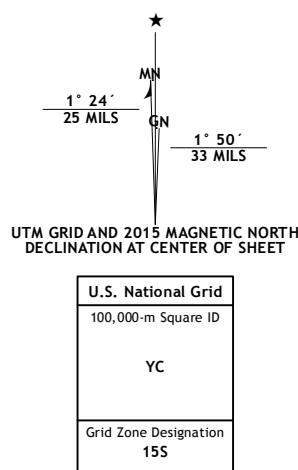 MN
1° 24´
25 MILS
GN
1° 50´
33 MILS
UTM GRID AND 2015 MAGNETIC NORTH
DECLINATION AT CENTER OF SHEET
U.S. National Grid
100,000-m Square ID
YC
Grid Zone Designation
15S